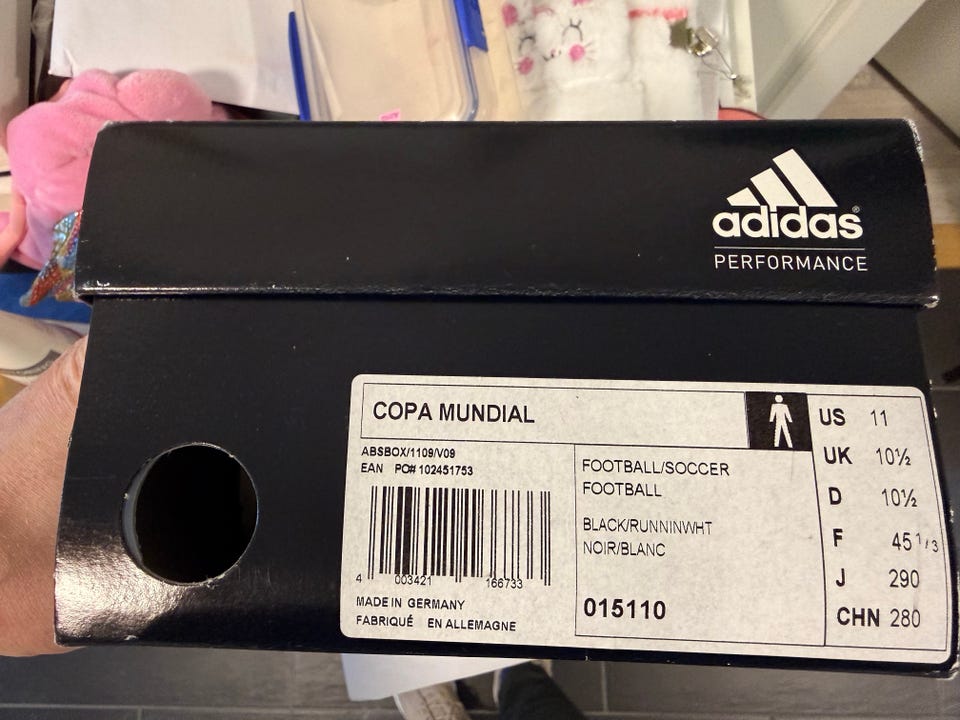 adidas®
PERFORMANCE
COPA MUNDIAL
ABSBOX/1109/V09
EAN PO# 102451753
4 003421 166733
MADE IN GERMANY
FABRIQUÉ EN ALLEMAGNE
FOOTBALL/SOCCER
FOOTBALL
BLACK/RUNNINWHT
NOIR/BLANC
015110
US 11
UK 10½
D 10½
F 45 1/3
J 290
CHN 280